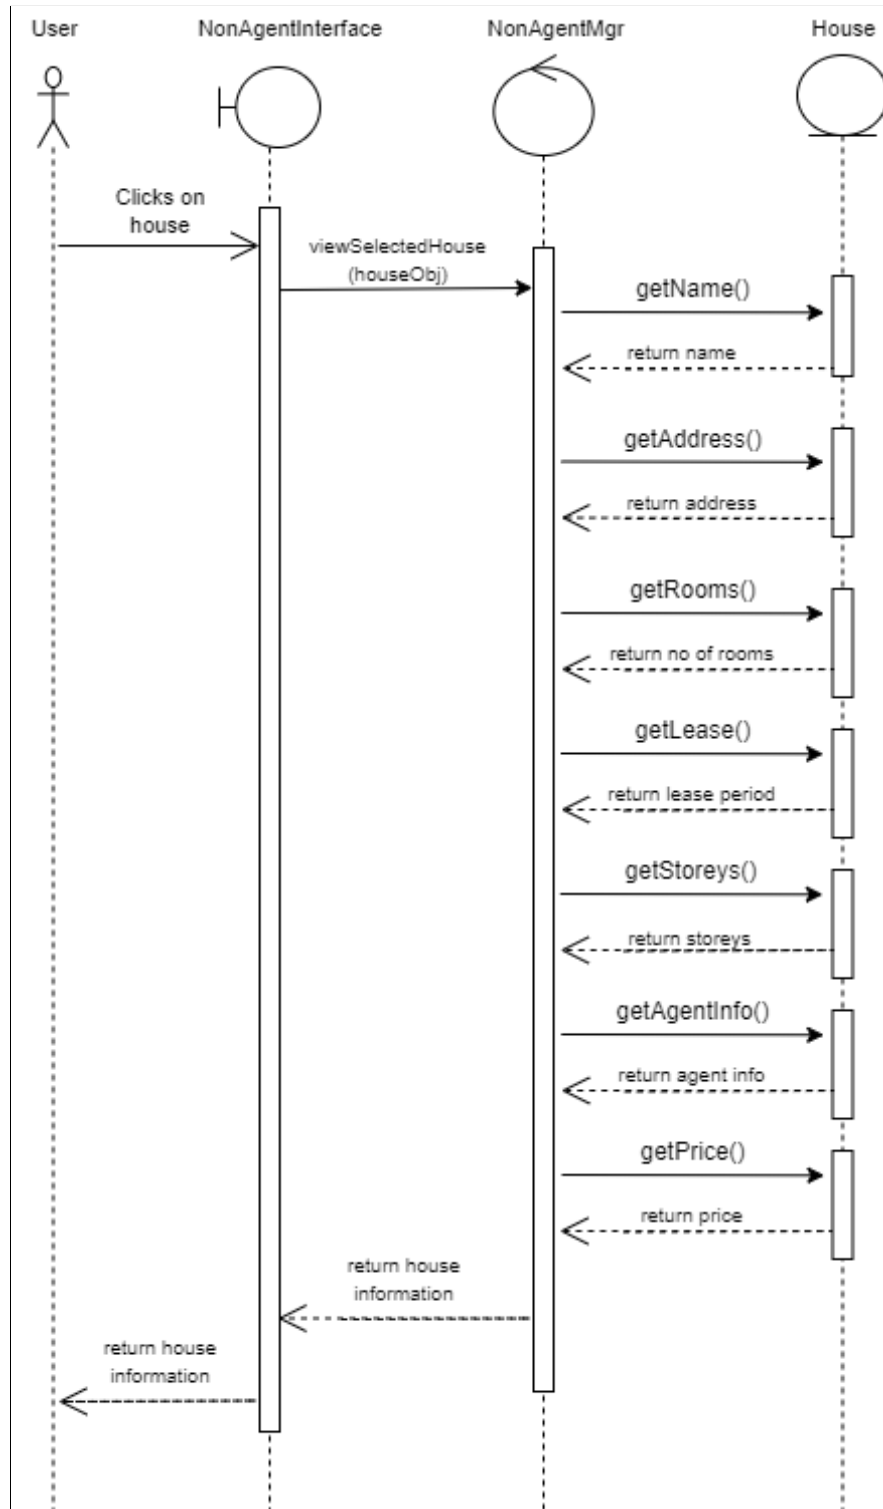 User
NonAgentInterface
NonAgentMgr
House
Clicks on
house
viewSelectedHouse
(houseObj)
getName()
return name
getAddress()
return address
getRooms()
return no of rooms
getLease()
return lease period
getStoreys()
return storeys
getAgentInfo()
return agent info
getPrice()
return price
return house
information
return house
information